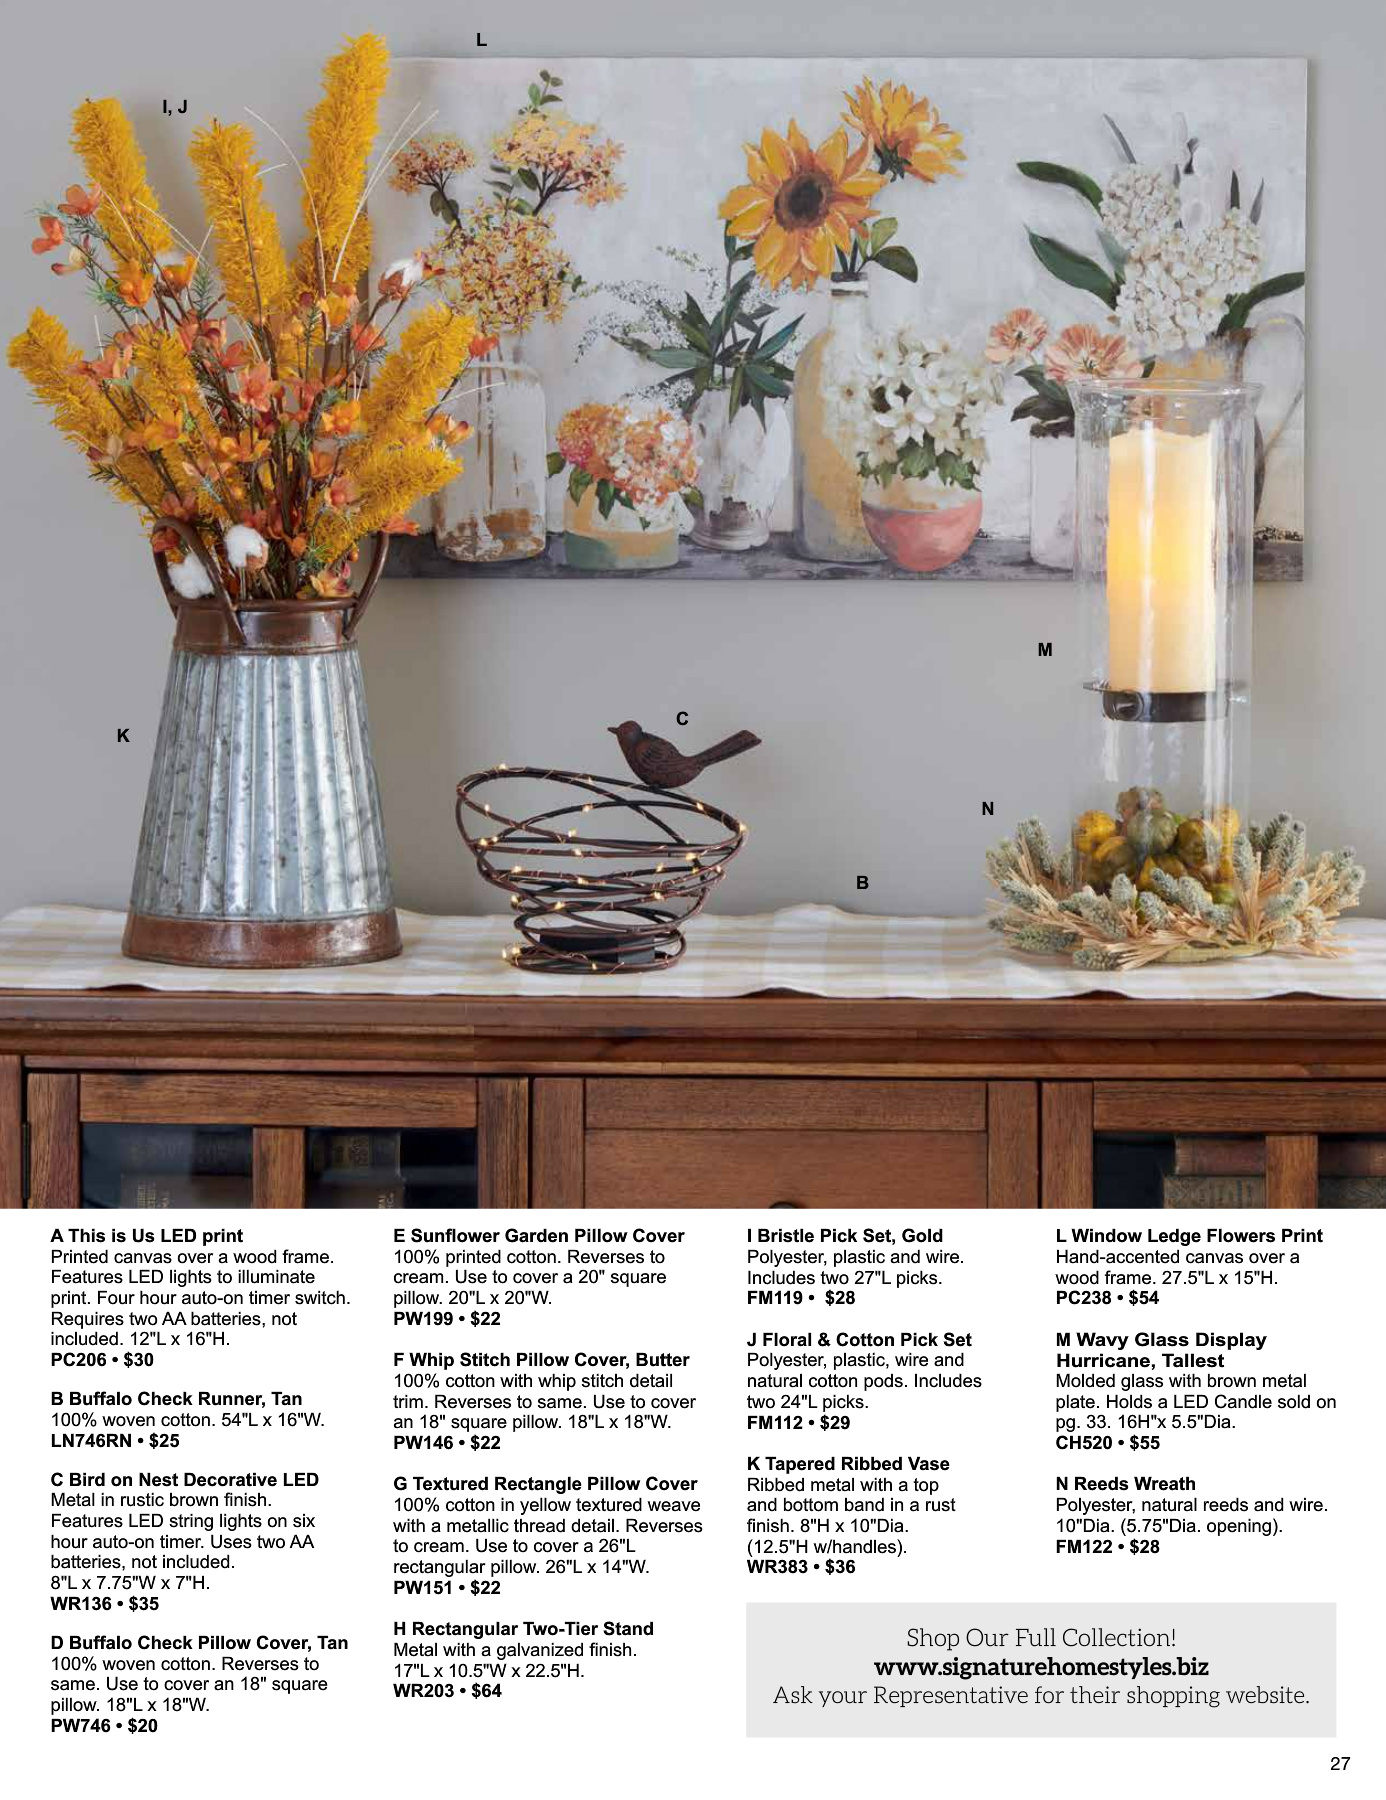 L
I, J
M
C
K
N
B
A This is Us LED print
Printed canvas over a wood frame.
Features LED lights to illuminate
print. Four hour auto-on timer switch.
Requires two AA batteries, not
included. 12"L x 16"H.
PC206 • $30
B Buffalo Check Runner, Tan
100% woven cotton. 54"L x 16"W.
LN746RN • $25
C Bird on Nest Decorative LED
Metal in rustic brown finish.
Features LED string lights on six
hour auto-on timer. Uses two AA
batteries, not included.
8"L x 7.75"W x 7"H.
WR136 • $35
D Buffalo Check Pillow Cover, Tan
100% woven cotton. Reverses to
same. Use to cover an 18" square
pillow. 18"L x 18"W.
PW746 • $20
E Sunflower Garden Pillow Cover
100% printed cotton. Reverses to
cream. Use to cover a 20" square
pillow. 20"L x 20"W.
PW199 • $22
F Whip Stitch Pillow Cover, Butter
100% cotton with whip stitch detail
trim. Reverses to same. Use to cover
an 18" square pillow. 18"L x 18"W.
PW146 • $22
G Textured Rectangle Pillow Cover
100% cotton in yellow textured weave
with a metallic thread detail. Reverses
to cream. Use to cover a 26"L
rectangular pillow. 26"L x 14"W.
PW151 • $22
H Rectangular Two-Tier Stand
Metal with a galvanized finish.
17"L x 10.5"W x 22.5"H.
WR203 • $64
I Bristle Pick Set, Gold
Polyester, plastic and wire.
Includes two 27"L picks.
FM119 •  $28
J Floral & Cotton Pick Set
Polyester, plastic, wire and
natural cotton pods. Includes
two 24"L picks.
FM112 • $29
K Tapered Ribbed Vase
Ribbed metal with a top
and bottom band in a rust
finish. 8"H x 10"Dia.
(12.5"H w/handles).
WR383 • $36
L Window Ledge Flowers Print
Hand-accented canvas over a
wood frame. 27.5"L x 15"H.
PC238 • $54
M Wavy Glass Display
Hurricane, Tallest
Molded glass with brown metal
plate. Holds a LED Candle sold on
pg. 33. 16H"x 5.5"Dia.
CH520 • $55
N Reeds Wreath
Polyester, natural reeds and wire.
10"Dia. (5.75"Dia. opening).
FM122 • $28
Shop Our Full Collection!
www.signaturehomestyles.biz
Ask your Representative for their shopping website.
27